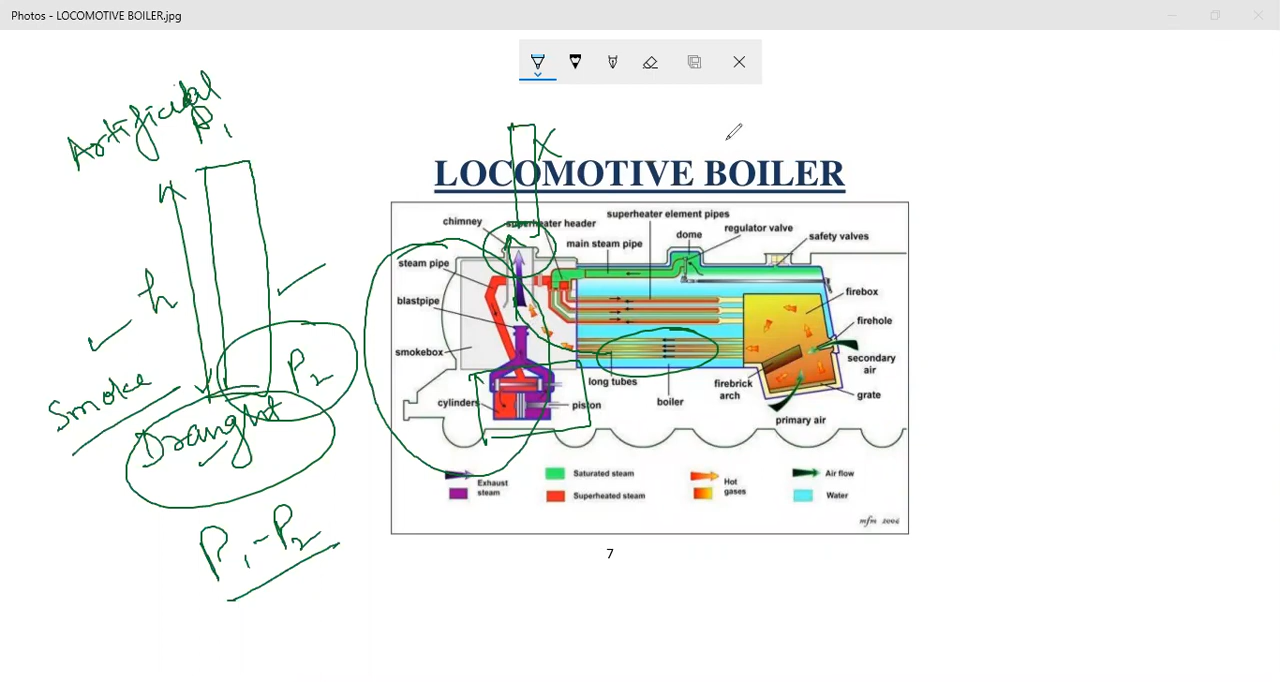 Photos - LOCOMOTIVE BOILER.jpg
Artificial
P1
h
Smoke
P2
Draught
P1-P2
X
LOCOMOTIVE BOILER
chimney
superheater header
superheater element pipes
main steam pipe
dome
regulator valve
safety valves
steam pipe
blastpipe
smokebox
cylinders
piston
long tubes
boiler
firebox
firehole
secondary
air
firebrick
arch
grate
primary air
Exhaust
steam
Saturated steam
Superheated steam
Hot
gases
Air flow
Water
mfm 2006
7